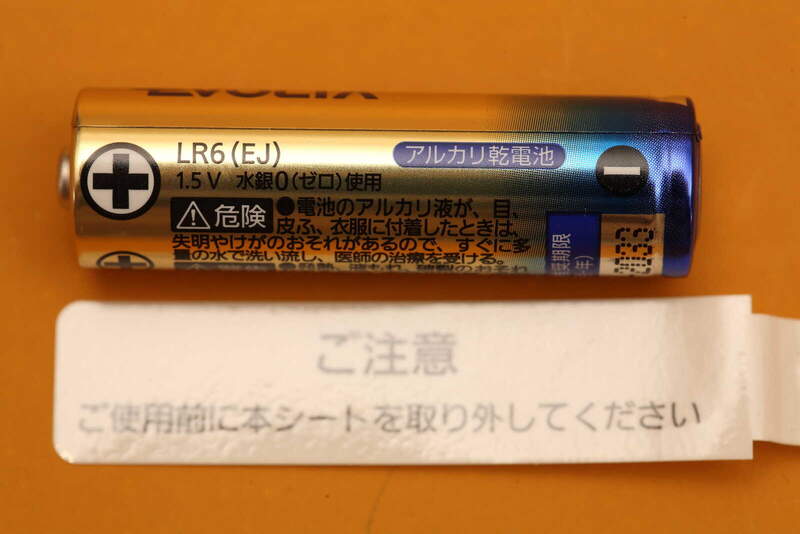 EVOLTA
LR6(EJ)
アルカリ乾電池
1.5V 水銀0(ゼロ)使用
⚠危険 ●電池のアルカリ液が、目、
皮ふ、衣服に付着したときは、
失明やけがのおそれがあるので、すぐに多
量の水で洗い流し、医師の治療を受ける。
期限
年)
ご注意
ご使用前に本シートを取り外してください